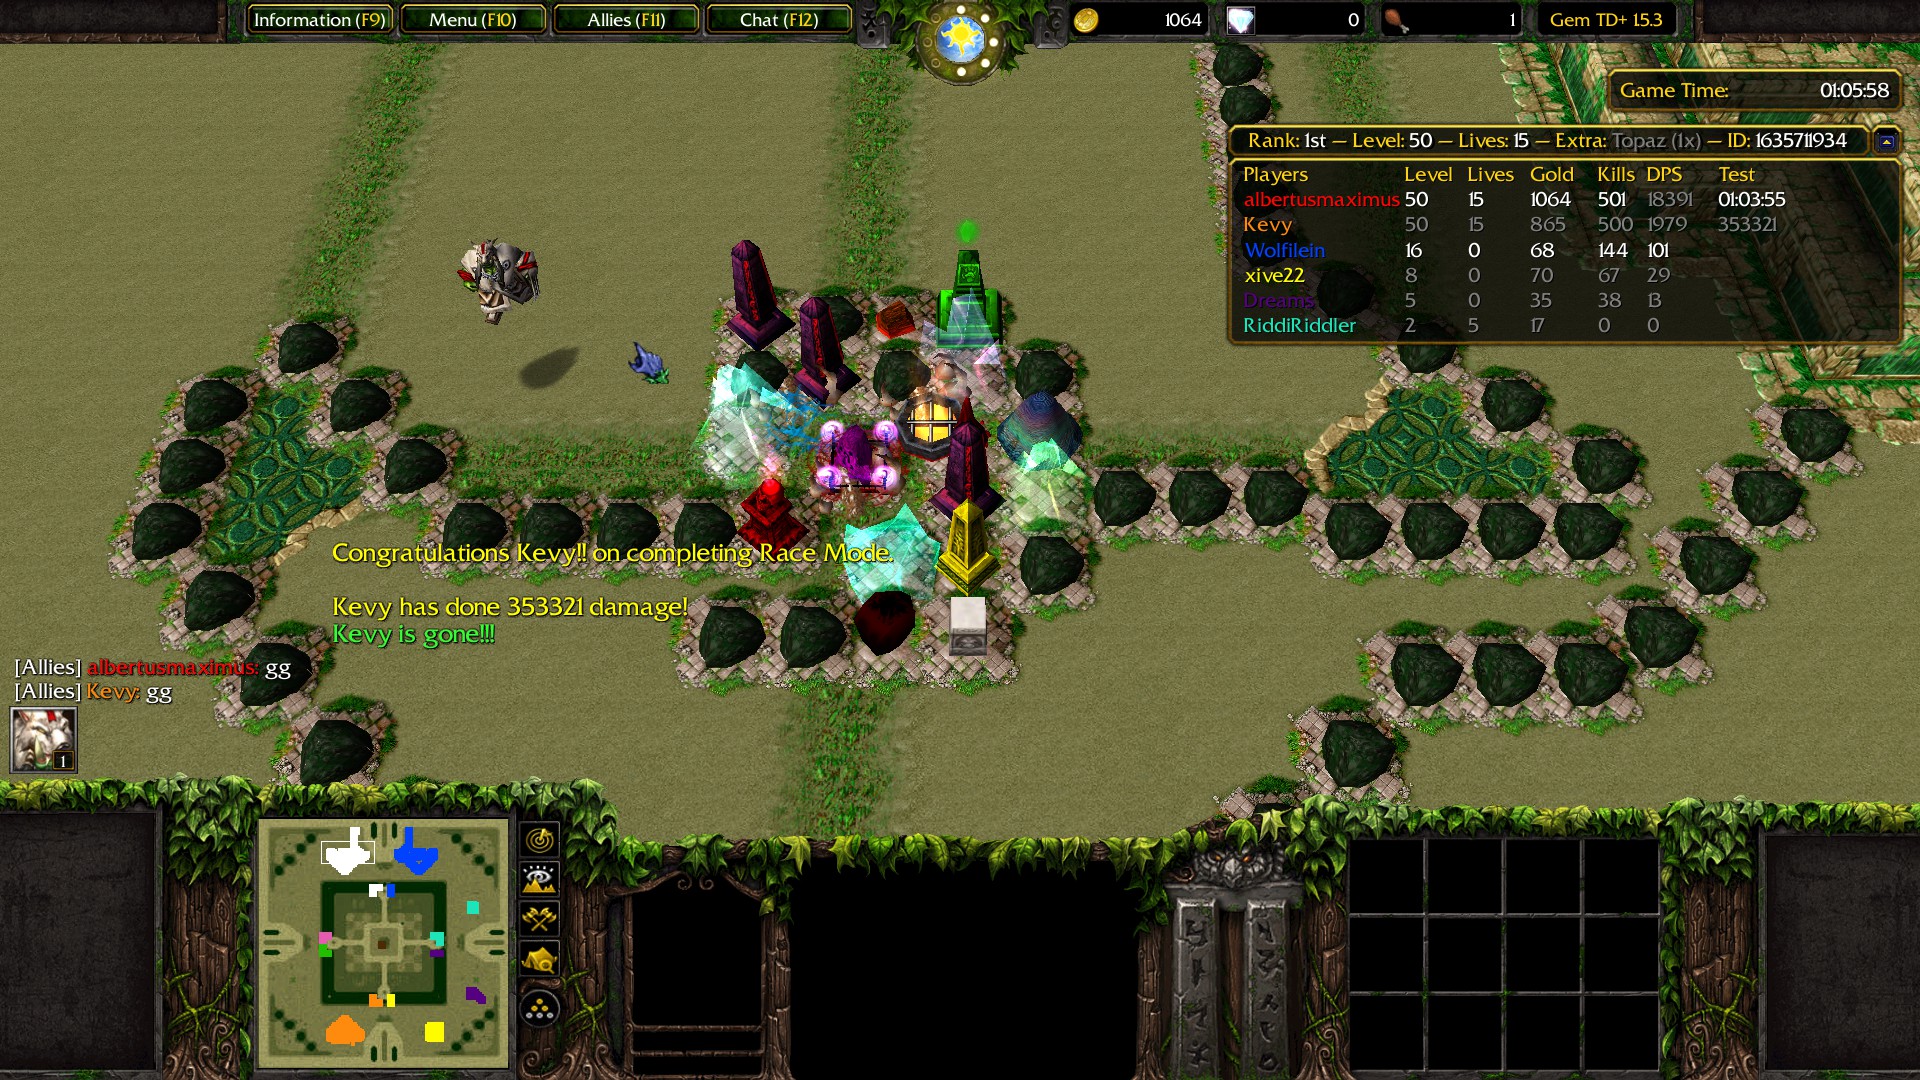 Information (F9) Menu (F10) Allies (F11) Chat (F12) 1064 0 1 Gem TD+ 15.3
Game Time: 01:05:58
Rank: 1st – Level: 50 – Lives: 15 – Extra: Topaz (1x) – ID: 1635711934
Players Level Lives Gold Kills DPS Test
albertusmaximus 50 15 1064 501 18391 01:03:55
Kevy 50 15 865 500 1979 353321
Wolfilein 16 0 68 144 101
xive22 8 0 70 67 29
Dreams 5 0 35 38 13
RiddiRiddler 2 5 17 0 0
Congratulations Kevy!! on completing Race Mode.
Kevy has done 353321 damage!
Kevy is gone!!!
[Allies] albertusmaximus: gg
[Allies] Kevy: gg
1